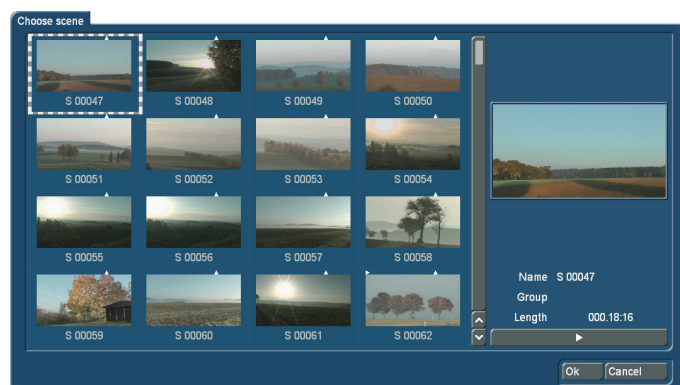 Choose scene
S 00047 S 00048 S 00049 S 00050
S 00051 S 00052 S 00053 S 00054
S 00055 S 00056 S 00057 S 00058
S 00059 S 00060 S 00061 S 00062
Name S 00047
Group
Length 000.18:16
Ok Cancel